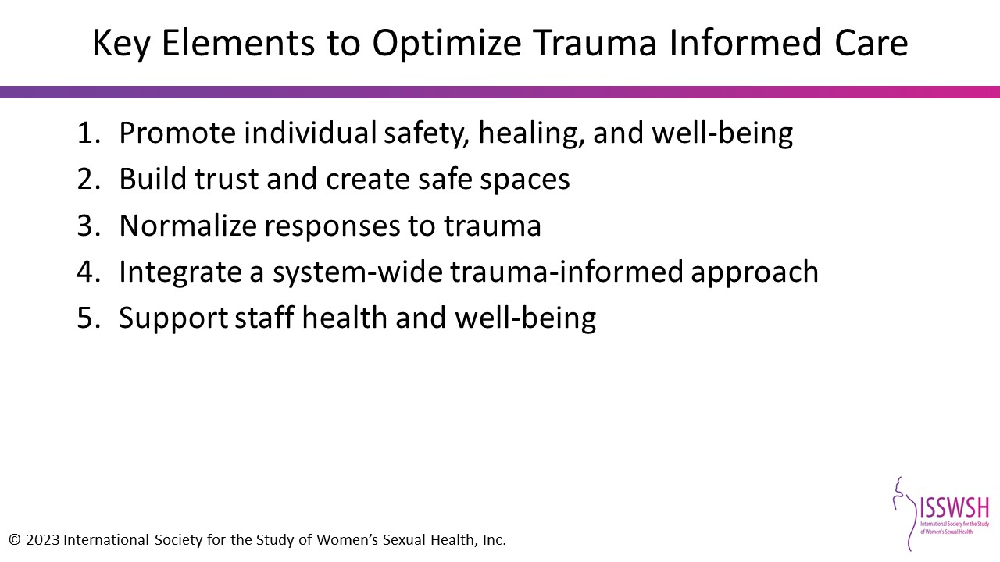 Key Elements to Optimize Trauma Informed Care
1. Promote individual safety, healing, and well-being
2. Build trust and create safe spaces
3. Normalize responses to trauma
4. Integrate a system-wide trauma-informed approach
5. Support staff health and well-being
ISSWSH
International Society for the Study
of Women's Sexual Health
© 2023 International Society for the Study of Women’s Sexual Health, Inc.